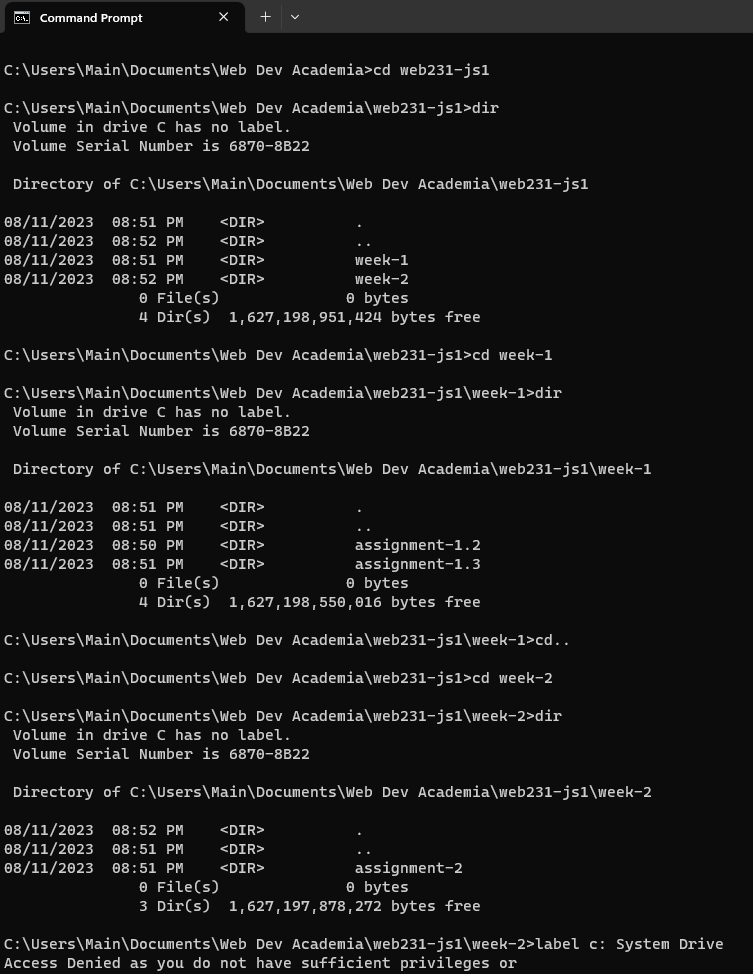 Command Prompt
C:\Users\Main\Documents\Web Dev Academia>cd web231-js1
C:\Users\Main\Documents\Web Dev Academia\web231-js1>dir
 Volume in drive C has no label.
 Volume Serial Number is 6870-8B22
 Directory of C:\Users\Main\Documents\Web Dev Academia\web231-js1
08/11/2023  08:51 PM    <DIR>          .
08/11/2023  08:52 PM    <DIR>          ..
08/11/2023  08:51 PM    <DIR>          week-1
08/11/2023  08:52 PM    <DIR>          week-2
               0 File(s)              0 bytes
               4 Dir(s)  1,627,198,951,424 bytes free
C:\Users\Main\Documents\Web Dev Academia\web231-js1>cd week-1
C:\Users\Main\Documents\Web Dev Academia\web231-js1\week-1>dir
 Volume in drive C has no label.
 Volume Serial Number is 6870-8B22
 Directory of C:\Users\Main\Documents\Web Dev Academia\web231-js1\week-1
08/11/2023  08:51 PM    <DIR>          .
08/11/2023  08:51 PM    <DIR>          ..
08/11/2023  08:50 PM    <DIR>          assignment-1.2
08/11/2023  08:51 PM    <DIR>          assignment-1.3
               0 File(s)              0 bytes
               4 Dir(s)  1,627,198,550,016 bytes free
C:\Users\Main\Documents\Web Dev Academia\web231-js1\week-1>cd..
C:\Users\Main\Documents\Web Dev Academia\web231-js1>cd week-2
C:\Users\Main\Documents\Web Dev Academia\web231-js1\week-2>dir
 Volume in drive C has no label.
 Volume Serial Number is 6870-8B22
 Directory of C:\Users\Main\Documents\Web Dev Academia\web231-js1\week-2
08/11/2023  08:52 PM    <DIR>          .
08/11/2023  08:51 PM    <DIR>          ..
08/11/2023  08:51 PM    <DIR>          assignment-2
               0 File(s)              0 bytes
               3 Dir(s)  1,627,197,878,272 bytes free
C:\Users\Main\Documents\Web Dev Academia\web231-js1\week-2>label c: System Drive
Access Denied as you do not have sufficient privileges or